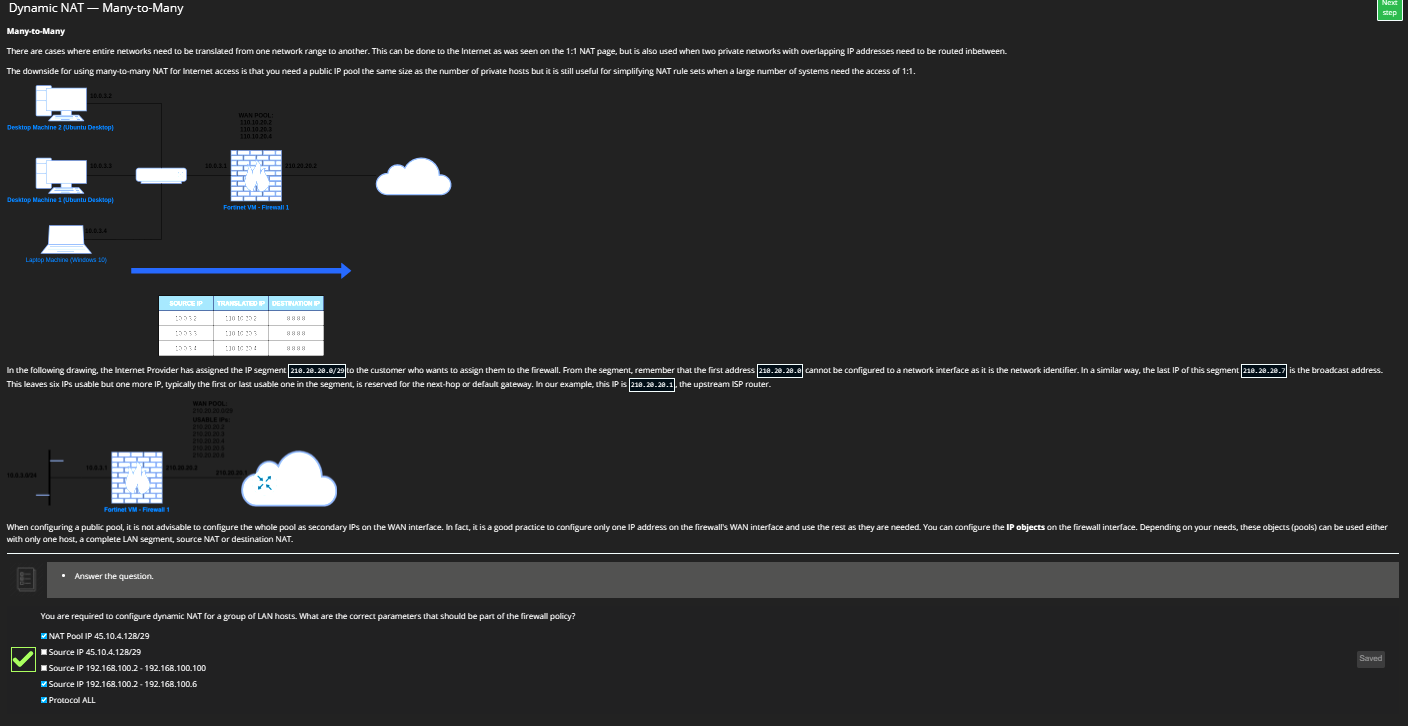 Dynamic NAT — Many-to-Many
Next
step
Many-to-Many
There are cases where entire networks need to be translated from one network range to another. This can be done to the Internet as was seen on the 1:1 NAT page, but is also used when two private networks with overlapping IP addresses need to be routed inbetween.
The downside for using many-to-many NAT for Internet access is that you need a public IP pool the same size as the number of private hosts but it is still useful for simplifying NAT rule sets when a large number of systems need the access of 1:1.
10.0.3.2
Desktop Machine 2 (Ubuntu Desktop)
WAN POOL:
110.10.20.2
110.10.20.3
110.10.20.4
10.0.3.3
10.0.3.1
210.20.20.2
Desktop Machine 1 (Ubuntu Desktop)
Fortinet VM - Firewall 1
10.0.3.4
Laptop Machine (Windows 10)
SOURCE IP TRANSLATED IP DESTINATION IP
10.0.3.2 110.10.20.2 8.8.8.8
10.0.3.3 110.10.20.3 8.8.8.8
10.0.3.4 110.10.20.4 8.8.8.8
In the following drawing, the Internet Provider has assigned the IP segment 210.20.20.0/29 to the customer who wants to assign them to the firewall. From the segment, remember that the first address 210.20.20.0 cannot be configured to a network interface as it is the network identifier. In a similar way, the last IP of this segment 210.20.20.7 is the broadcast address.
This leaves six IPs usable but one more IP, typically the first or last usable one in the segment, is reserved for the next-hop or default gateway. In our example, this IP is 210.20.20.1, the upstream ISP router.
WAN POOL:
210.20.20.0/29
USABLE IPs:
210.20.20.2
210.20.20.3
210.20.20.4
210.20.20.5
210.20.20.6
10.0.3.0/24
10.0.3.1
210.20.20.2
210.20.20.1
Fortinet VM - Firewall 1
When configuring a public pool, it is not advisable to configure the whole pool as secondary IPs on the WAN interface. In fact, it is a good practice to configure only one IP address on the firewall's WAN interface and use the rest as they are needed. You can configure the IP objects on the firewall interface. Depending on your needs, these objects (pools) can be used either
with only one host, a complete LAN segment, source NAT or destination NAT.
Answer the question.
You are required to configure dynamic NAT for a group of LAN hosts. What are the correct parameters that should be part of the firewall policy?
NAT Pool IP 45.10.4.128/29
Source IP 45.10.4.128/29
Source IP 192.168.100.2 - 192.168.100.100
Source IP 192.168.100.2 - 192.168.100.6
Protocol ALL
Saved